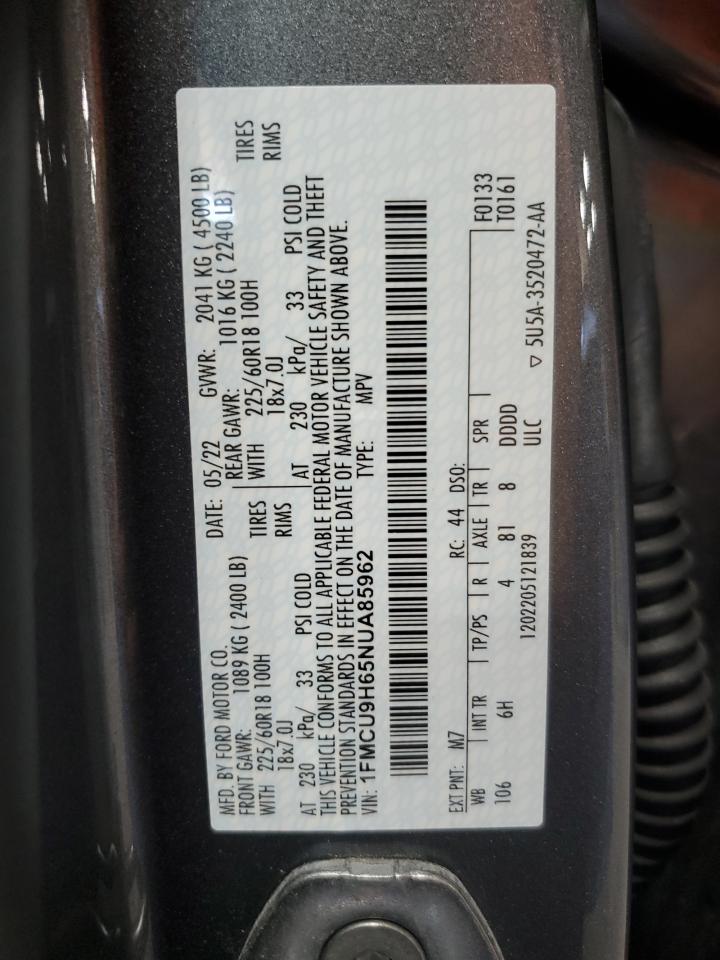 MFD. BY FORD MOTOR CO. DATE: 05/22 GVWR: 2041 KG ( 4500 LB)
FRONT GAWR: 1089 KG ( 2400 LB) REAR GAWR: 1016 KG ( 2240 LB)
WITH 225/60R18 100H TIRES WITH 225/60R18 100H TIRES
18x7.0J RIMS 18x7.0J RIMS
AT 230 kPa/ 33 PSI COLD AT 230 kPa/ 33 PSI COLD
THIS VEHICLE CONFORMS TO ALL APPLICABLE FEDERAL MOTOR VEHICLE SAFETY AND THEFT
PREVENTION STANDARDS IN EFFECT ON THE DATE OF MANUFACTURE SHOWN ABOVE.
VIN: 1FMCU9H65NUA85962 TYPE: MPV
EXT PNT: M7 RC: 44 DSO: F0133
WB INT TR TP/PS R AXLE TR SPR T0161
106 6H 4 81 8 DDDD
ULC
1202205121839 ▽ 5U5A-3520472-AA